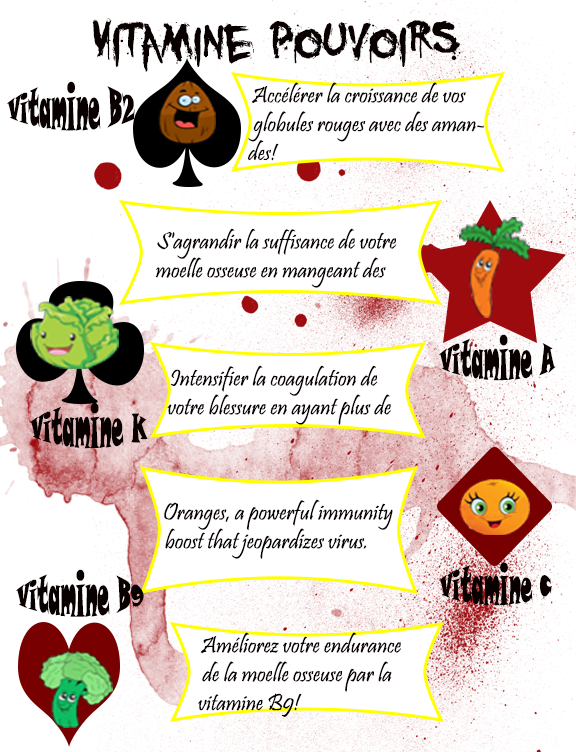 VITAMINE POUVOIRS
vitamine B2
Accélérer la croissance de vos
globules rouges avec des aman-
des!
S'agrandir la suffisance de votre
moelle osseuse en mangeant des
vitamine A
Intensifier la coagulation de
votre blessure en ayant plus de
vitamine K
Oranges, a powerful immunity
boost that jeopardizes virus.
vitamine C
vitamine B9
Améliorez votre endurance
de la moelle osseuse par la
vitamine B9!